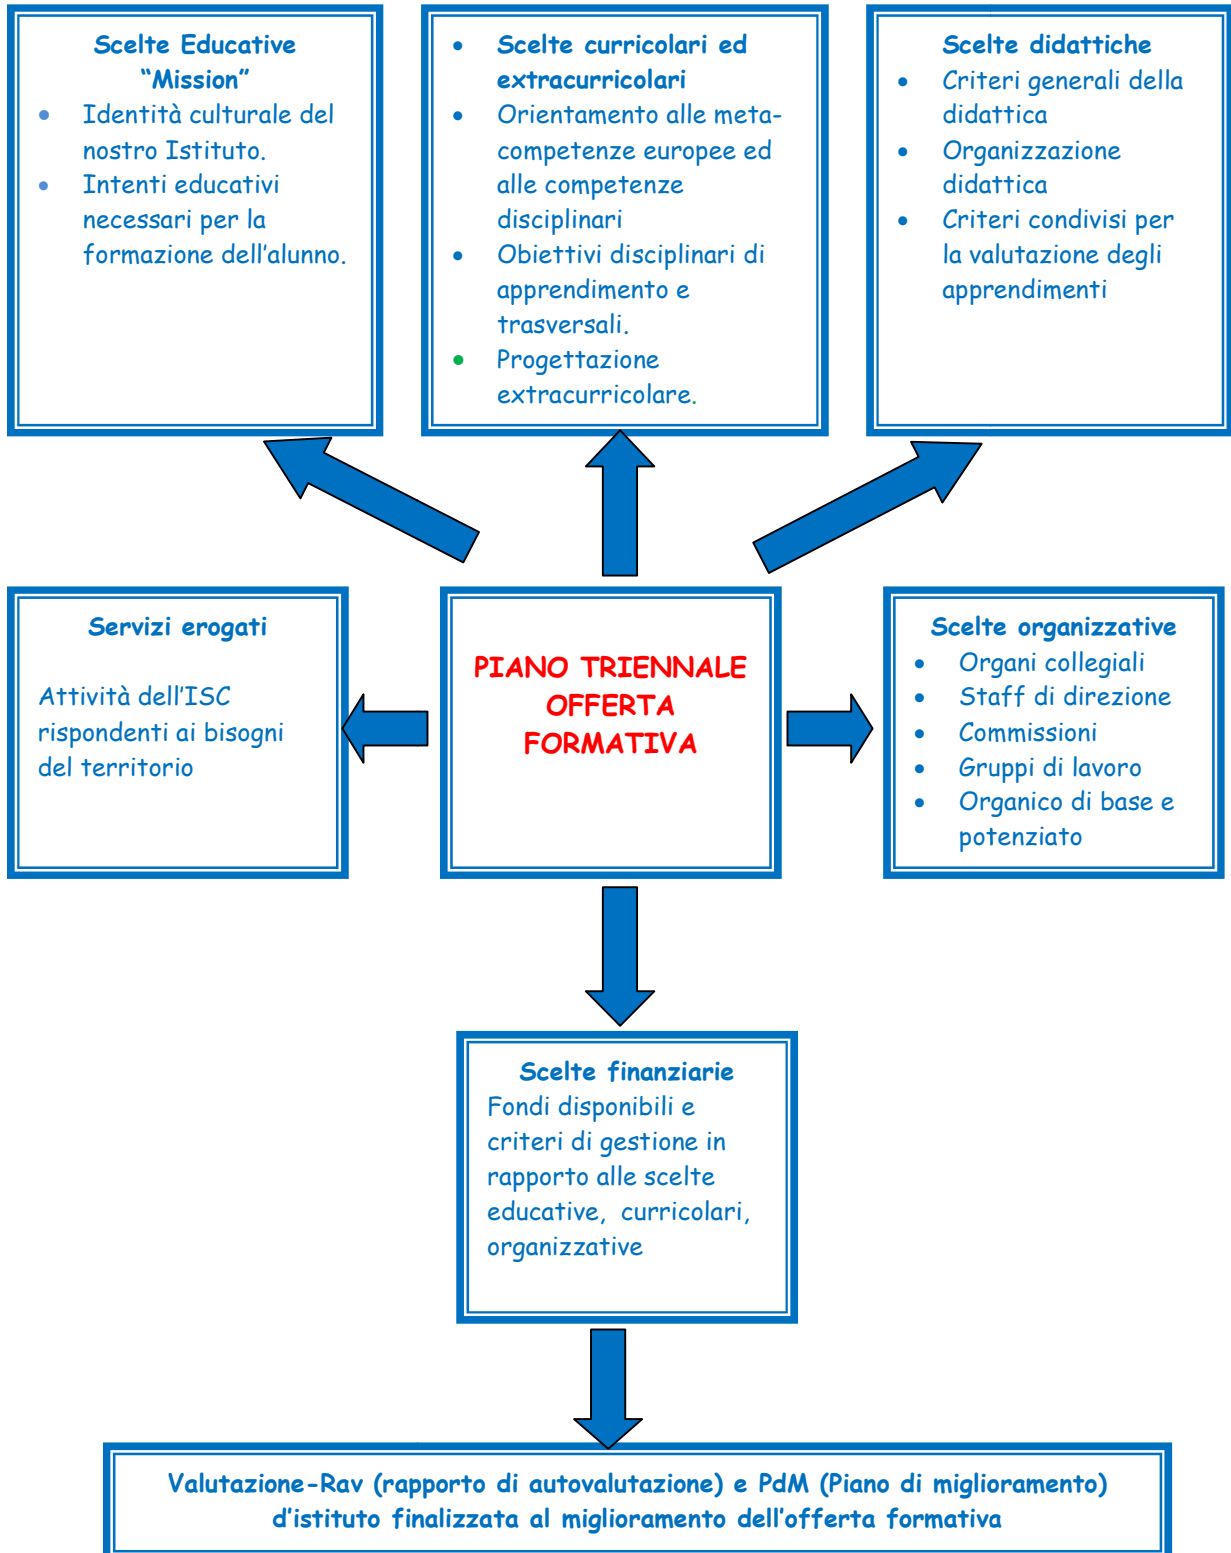 Scelte Educative
“Mission”
• Identità culturale del
nostro Istituto.
• Intenti educativi
necessari per la
formazione dell’alunno.
• Scelte curricolari ed
extracurricolari
• Orientamento alle meta-
competenze europee ed
alle competenze
disciplinari
• Obiettivi disciplinari di
apprendimento e
trasversali.
• Progettazione
extracurricolare.
Scelte didattiche
• Criteri generali della
didattica
• Organizzazione
didattica
• Criteri condivisi per
la valutazione degli
apprendimenti
Servizi erogati
Attività dell’ISC
rispondenti ai bisogni
del territorio
PIANO TRIENNALE
OFFERTA
FORMATIVA
Scelte organizzative
• Organi collegiali
• Staff di direzione
• Commissioni
• Gruppi di lavoro
• Organico di base e
potenziato
Scelte finanziarie
Fondi disponibili e
criteri di gestione in
rapporto alle scelte
educative, curricolari,
organizzative
Valutazione-Rav (rapporto di autovalutazione) e PdM (Piano di miglioramento)
d’istituto finalizzata al miglioramento dell’offerta formativa